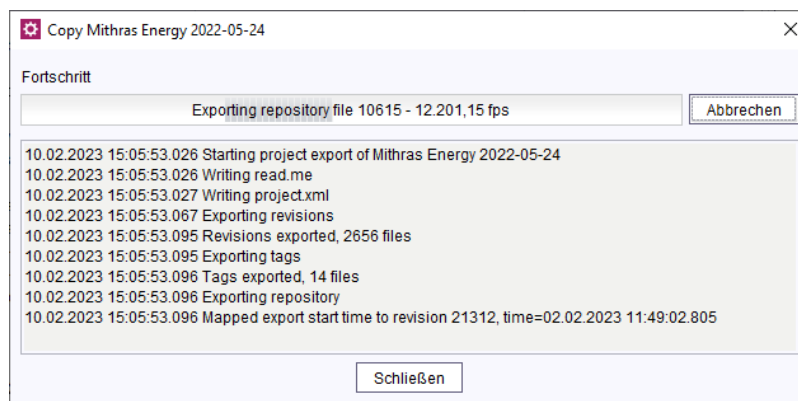 Copy Mithras Energy 2022-05-24
Fortschritt
Exporting repository file 10615 - 12.201,15 fps
Abbrechen
10.02.2023 15:05:53.026 Starting project export of Mithras Energy 2022-05-24
10.02.2023 15:05:53.026 Writing read.me
10.02.2023 15:05:53.027 Writing project.xml
10.02.2023 15:05:53.067 Exporting revisions
10.02.2023 15:05:53.095 Revisions exported, 2656 files
10.02.2023 15:05:53.095 Exporting tags
10.02.2023 15:05:53.096 Tags exported, 14 files
10.02.2023 15:05:53.096 Exporting repository
10.02.2023 15:05:53.096 Mapped export start time to revision 21312, time=02.02.2023 11:49:02.805
Schließen